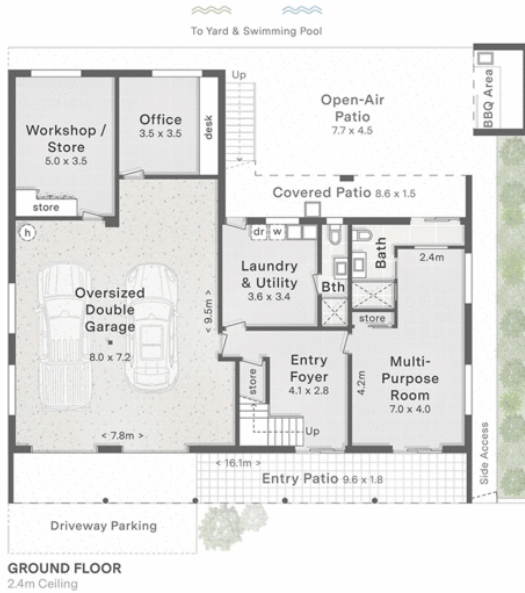 To Yard & Swimming Pool
Up
Open-Air
Patio
7.7 x 4.5
BBQ Area
Workshop /
Store
5.0 x 3.5
Office
3.5 x 3.5
desk
store
Covered Patio 8.6 x 1.5
h
dr
w
Laundry
& Utility
3.6 x 3.4
Bth
Bath
2.4m
Oversized
Double
Garage
8.0 x 7.2
< 9.5m >
store
Entry
Foyer
4.1 x 2.8
store
4.2m
Multi-
Purpose
Room
7.0 x 4.0
Up
< 7.8m >
< 16.1m >
Entry Patio 9.6 x 1.8
Side Access
Driveway Parking
GROUND FLOOR
2.4m Ceiling